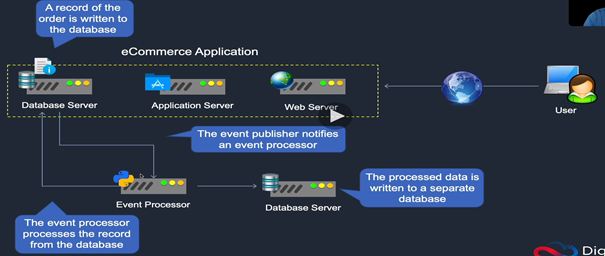 A record of the
order is written to
the database
eCommerce Application
Database Server
Application Server
Web Server
User
The event publisher notifies
an event processor
Event Processor
Database Server
The processed data is
written to a separate
database
The event processor
processes the record
from the database
Dig